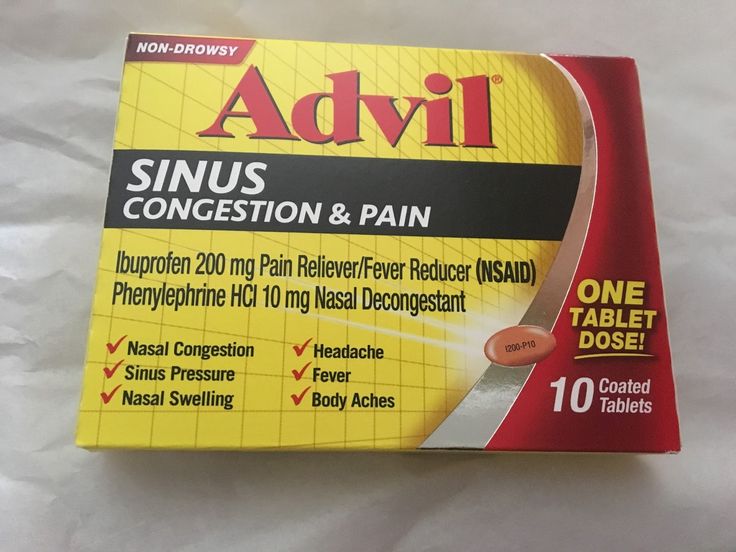 NON-DROWSY
Advil®
SINUS
CONGESTION & PAIN
Ibuprofen 200 mg Pain Reliever/Fever Reducer (NSAID)
Phenylephrine HCl 10 mg Nasal Decongestant
Nasal Congestion
Sinus Pressure
Nasal Swelling
Headache
Fever
Body Aches
I200-P10
ONE
TABLET
DOSE!
10 Coated
Tablets